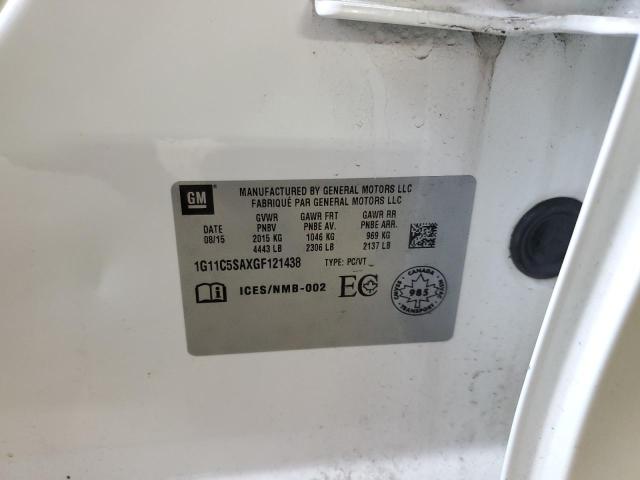 GM
MANUFACTURED BY GENERAL MOTORS LLC
FABRIQUÉ PAR GENERAL MOTORS LLC
GVWR GAWR FRT GAWR RR
DATE PNBV PNBE AV. PNBE ARR.
08/15 2015 KG 1046 KG 969 KG
4443 LB 2306 LB 2137 LB
1G11C5SAXGF121438 TYPE: PC/VT _
ICES/NMB-002 EC
CANADA
985
TRANSPORT